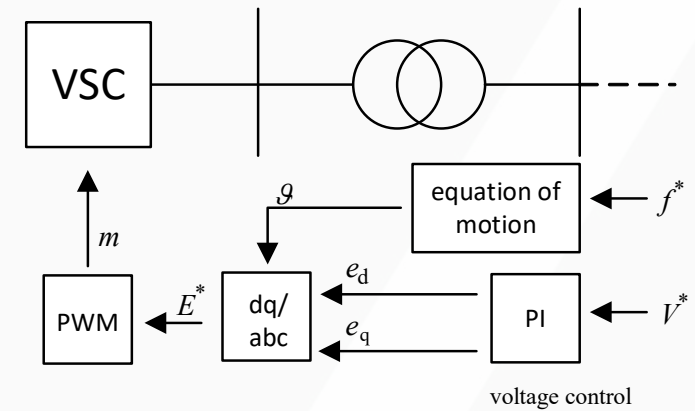 VSC
equation of
motion
f*
ϑ
m
e_d
E*
dq/
abc
PWM
PI
V*
e_q
voltage control